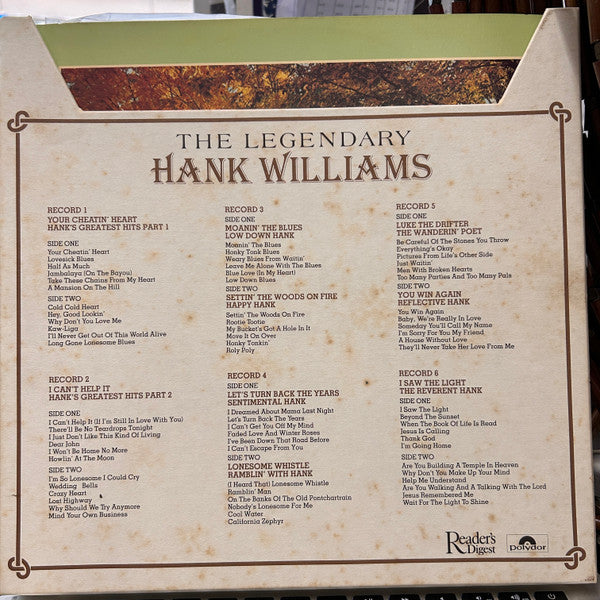 THE LEGENDARY
HANK WILLIAMS
RECORD 1
YOUR CHEATIN' HEART
HANK'S GREATEST HITS PART 1
SIDE ONE
Your Cheatin' Heart
Lovesick Blues
Half As Much
Jambalaya (On The Bayou)
Take These Chains From My Heart
A Mansion On The Hill
SIDE TWO
Cold Cold Heart
Hey, Good Lookin'
Why Don't You Love Me
Kaw-Liga
I'll Never Get Out Of This World Alive
Long Gone Lonesome Blues
RECORD 2
I CAN'T HELP IT
HANK'S GREATEST HITS PART 2
SIDE ONE
I Can't Help It (If I'm Still In Love With You)
There'll Be No Teardrops Tonight
I Just Don't Like This Kind Of Living
Dear John
I Won't Be Home No More
Howlin' At The Moon
SIDE TWO
I'm So Lonesome I Could Cry
Wedding Bells
Crazy Heart
Lost Highway
Why Should We Try Anymore
Mind Your Own Business
RECORD 3
SIDE ONE
MOANIN' THE BLUES
LOW DOWN HANK
Moanin' The Blues
Honky Tonk Blues
Weary Blues From Waitin'
Leave Me Alone With The Blues
Blue Love (In My Heart)
Low Down Blues
SIDE TWO
SETTIN' THE WOODS ON FIRE
HAPPY HANK
Settin' The Woods On Fire
Rootie Tootie
My Bucket's Got A Hole In It
Move It On Over
Honky Tonkin'
Roly Poly
RECORD 4
SIDE ONE
LET'S TURN BACK THE YEARS
SENTIMENTAL HANK
I Dreamed About Mama Last Night
Let's Turn Back The Years
I Can't Get You Off My Mind
Faded Love And Winter Roses
I've Been Down That Road Before
I Can't Escape From You
SIDE TWO
LONESOME WHISTLE
RAMBLIN' WITH HANK
(I Heard That) Lonesome Whistle
Ramblin' Man
On The Banks Of The Old Pontchartrain
Nobody's Lonesome For Me
Cool Water
California Zephyr
RECORD 5
SIDE ONE
LUKE THE DRIFTER
THE WANDERIN' POET
Be Careful Of The Stones You Throw
Everything's Okay
Pictures From Life's Other Side
Just Waitin'
Men With Broken Hearts
Too Many Parties And Too Many Pals
SIDE TWO
YOU WIN AGAIN
REFLECTIVE HANK
You Win Again
Baby, We're Really In Love
Someday You'll Call My Name
I'm Sorry For You My Friend
A House Without Love
They'll Never Take Her Love From Me
RECORD 6
I SAW THE LIGHT
THE REVERENT HANK
SIDE ONE
I Saw The Light
Beyond The Sunset
When The Book Of Life Is Read
Jesus Is Calling
Thank God
I'm Going Home
SIDE TWO
Are You Building A Temple In Heaven
Why Don't You Make Up Your Mind
Help Me Understand
Are You Walking And A Talking With The Lord
Jesus Remembered Me
Wait For The Light To Shine
Reader's
Digest
Polydor